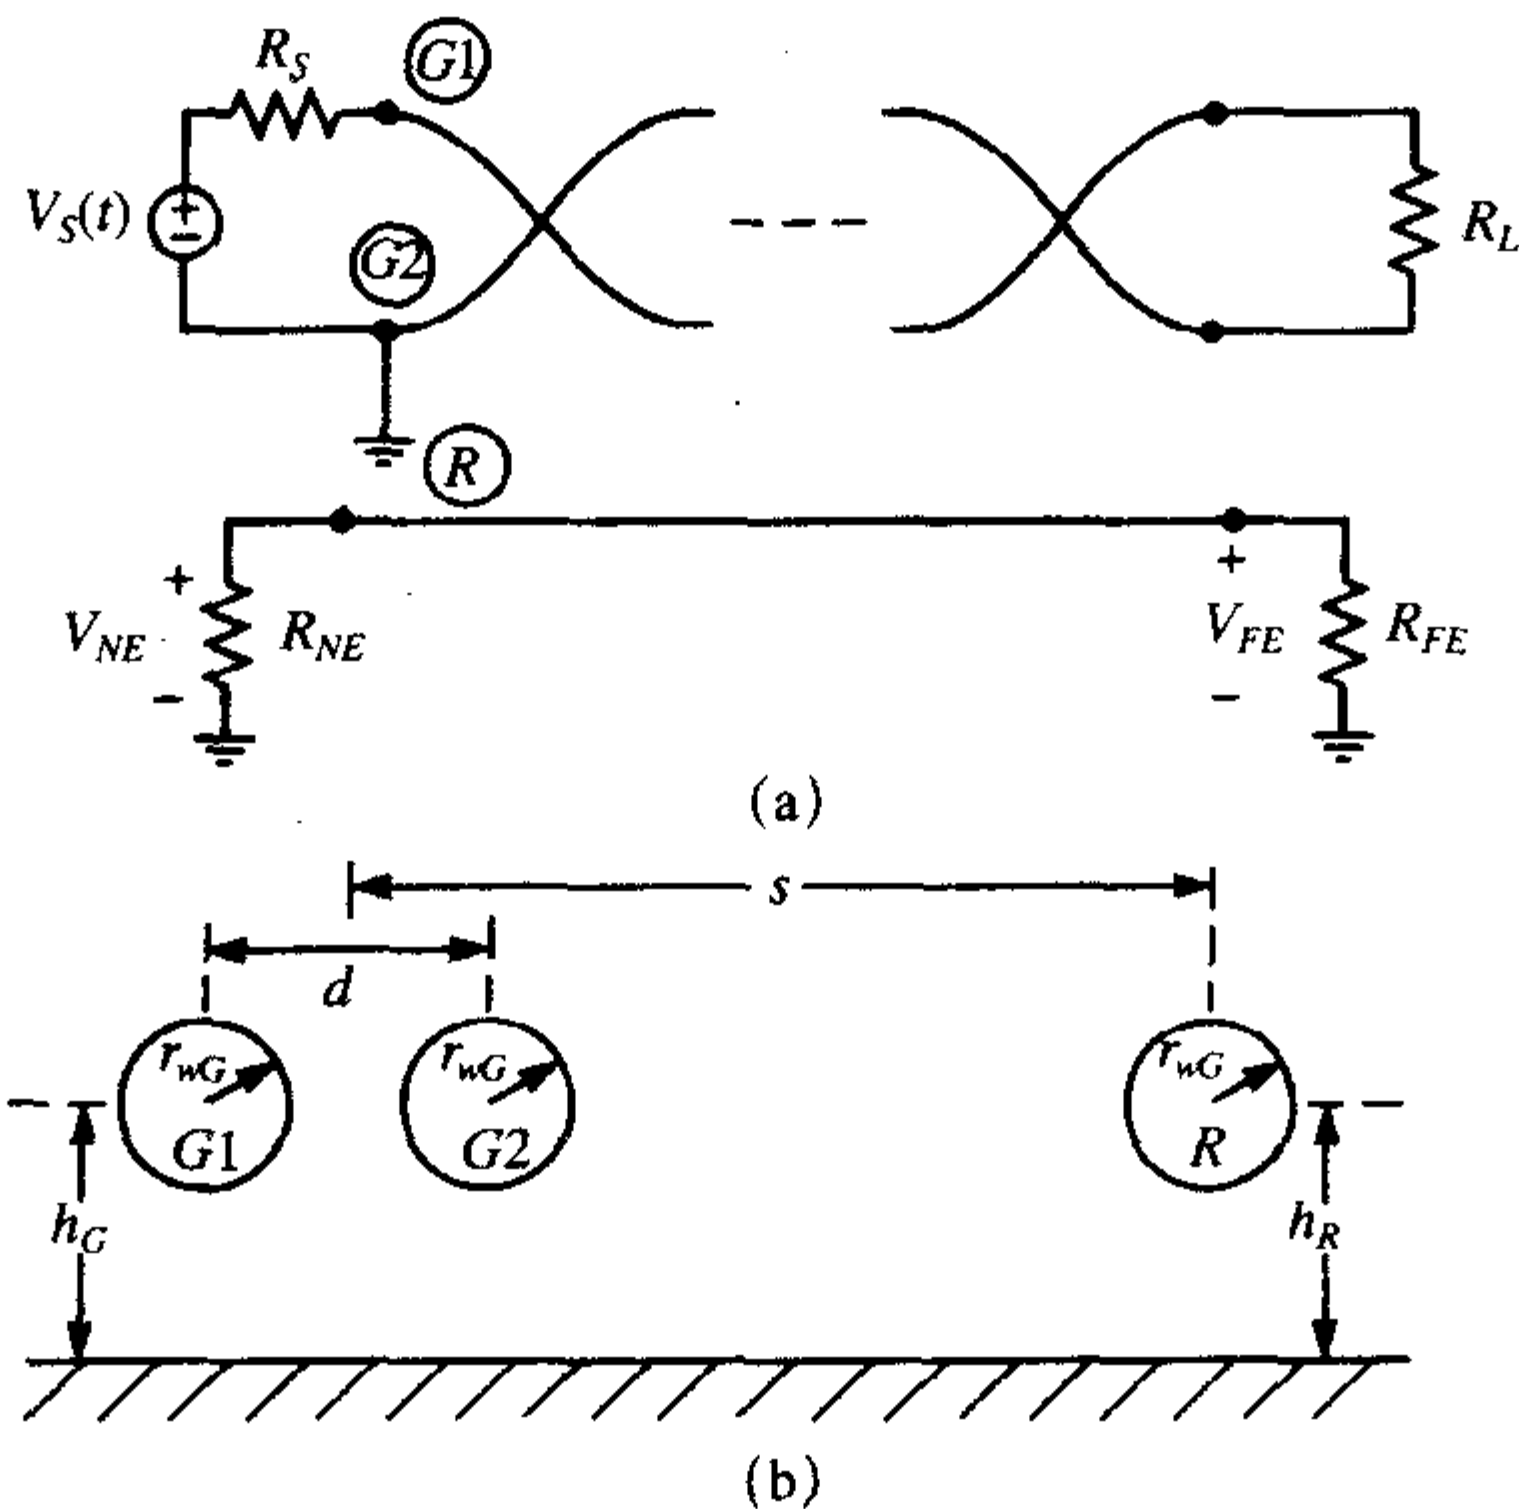 R_S
G1
V_S(t)
+
−
G2
R_L
R
+
V_NE
−
R_NE
+
V_FE
−
R_FE
(a)
s
d
r_wG
G1
r_wG
G2
r_wG
R
h_G
h_R
(b)